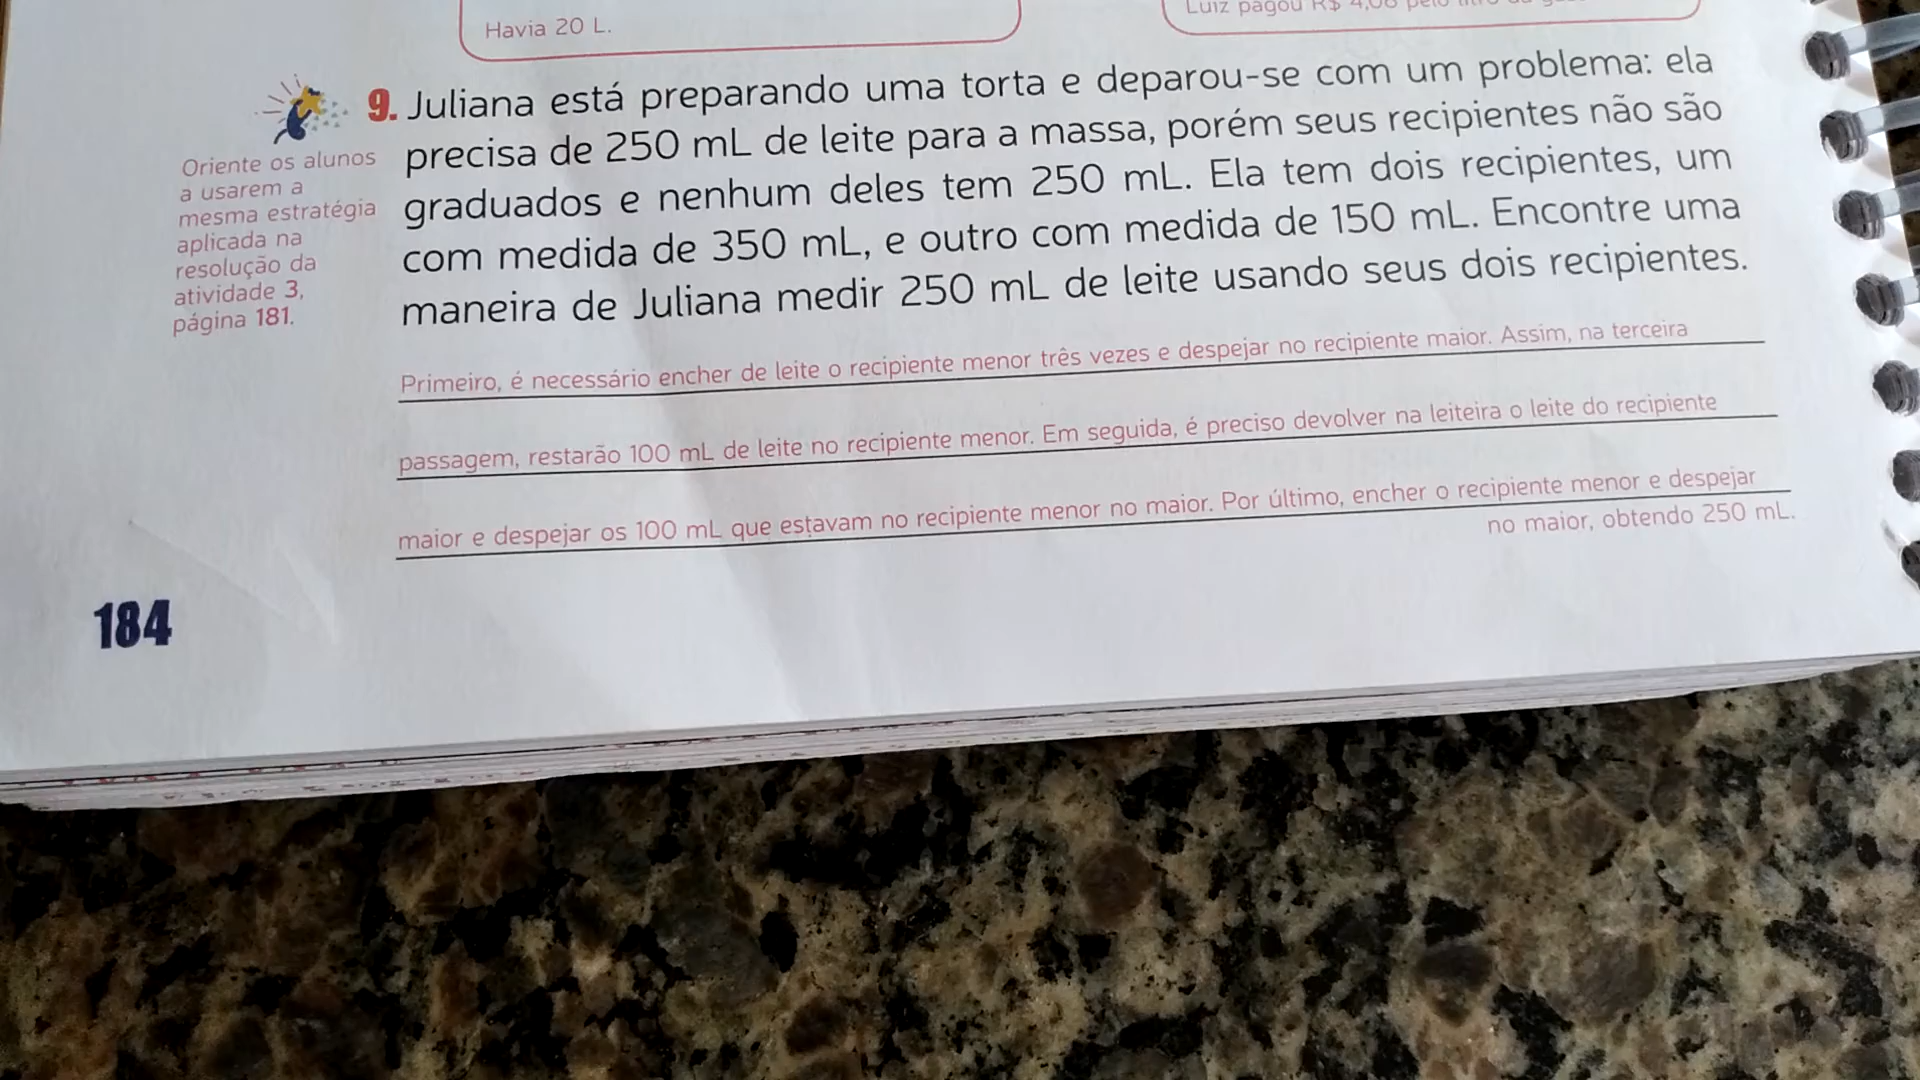 Havia 20 L.
Luiz pagou R$ 4,08 pelo litro da
9. Juliana está preparando uma torta e deparou-se com um problema: ela
precisa de 250 mL de leite para a massa, porém seus recipientes não são
graduados e nenhum deles tem 250 mL. Ela tem dois recipientes, um
com medida de 350 mL, e outro com medida de 150 mL. Encontre uma
maneira de Juliana medir 250 mL de leite usando seus dois recipientes.
Oriente os alunos
a usarem a
mesma estratégia
aplicada na
resolução da
atividade 3,
página 181.
Primeiro, é necessário encher de leite o recipiente menor três vezes e despejar no recipiente maior. Assim, na terceira
passagem, restarão 100 mL de leite no recipiente menor. Em seguida, é preciso devolver na leiteira o leite do recipiente
maior e despejar os 100 mL que estavam no recipiente menor no maior. Por último, encher o recipiente menor e despejar
no maior, obtendo 250 mL.
184